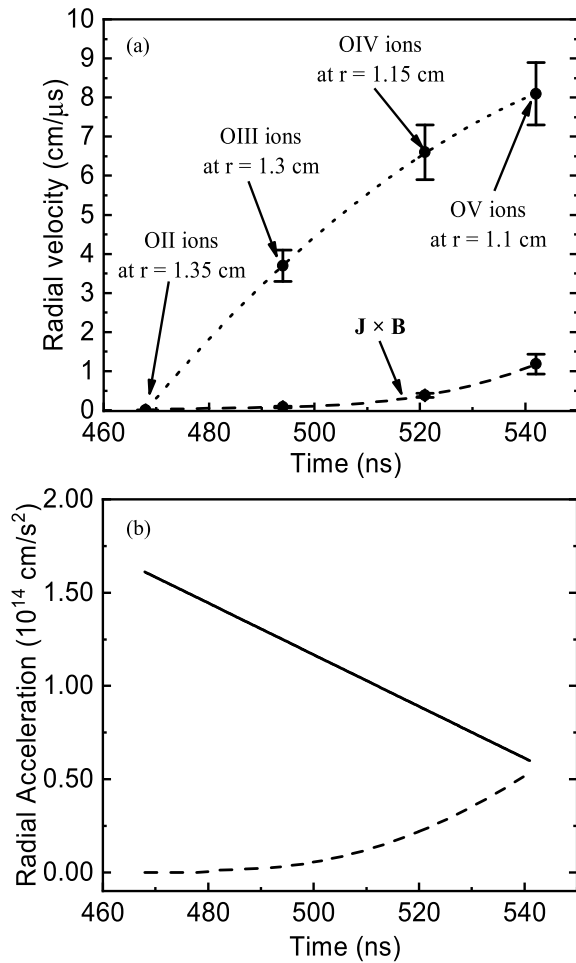 (a)
OIV ions
at r = 1.15 cm
OIII ions
at r = 1.3 cm
OII ions
at r = 1.35 cm
OV ions
at r = 1.1 cm
J × B
Radial velocity (cm/μs)
10
9
8
7
6
5
4
3
2
1
0
460 480 500 520 540
Time (ns)
(b)
Radial Acceleration (10^14 cm/s^2)
2.00
1.50
1.00
0.50
0.00
460 480 500 520 540
Time (ns)